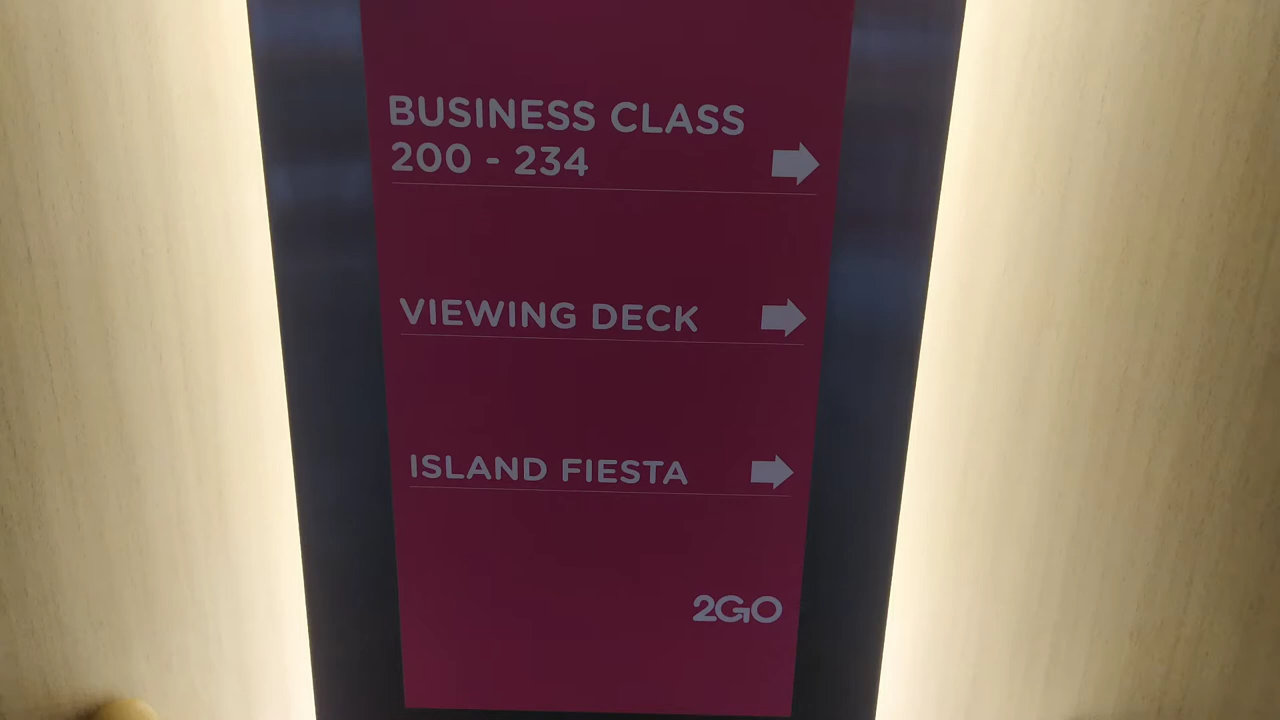 BUSINESS CLASS
200 - 234
VIEWING DECK
ISLAND FIESTA
2GO